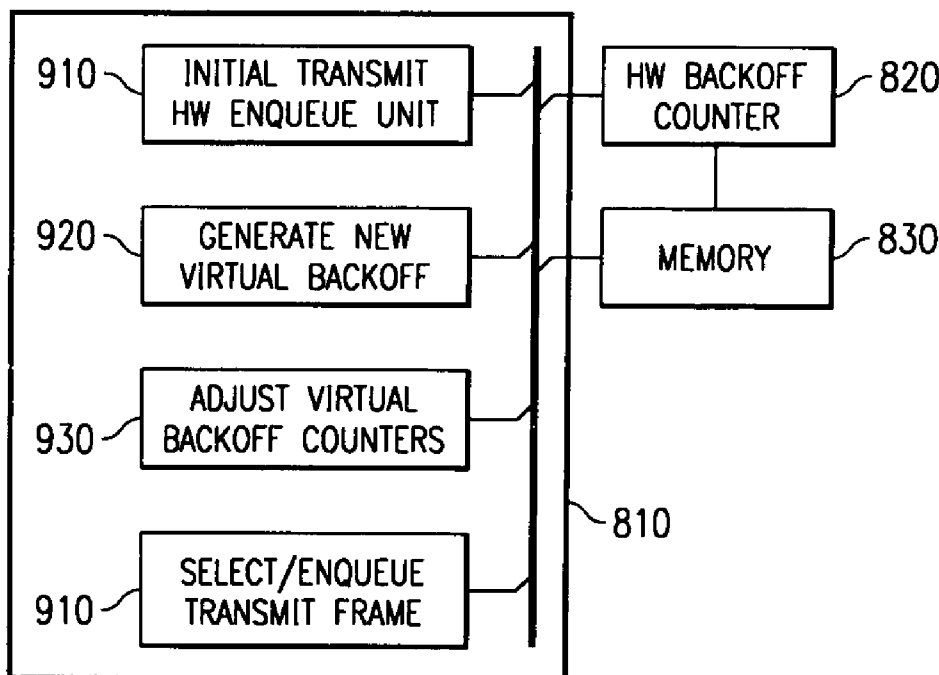 910
INITIAL TRANSMIT
HW ENQUEUE UNIT
HW BACKOFF
COUNTER
820
920
GENERATE NEW
VIRTUAL BACKOFF
MEMORY
830
930
ADJUST VIRTUAL
BACKOFF COUNTERS
810
910
SELECT/ENQUEUE
TRANSMIT FRAME